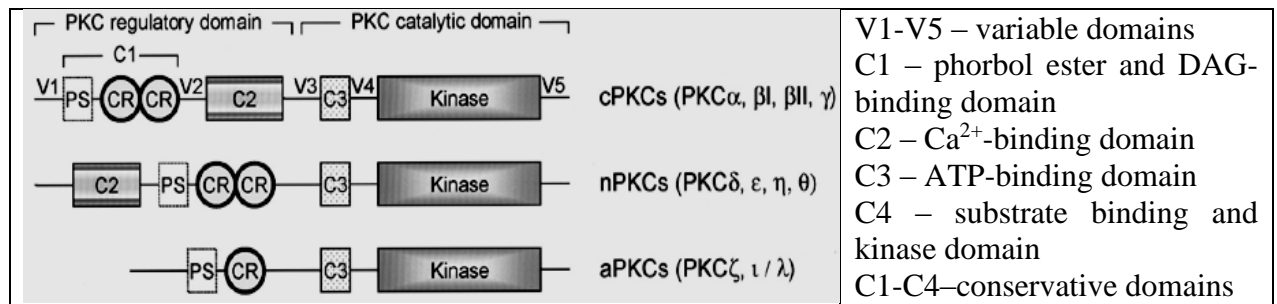 PKC regulatory domain PKC catalytic domain
C1
V1 V2 V3 V4 V5
PS CR CR C2 C3 Kinase cPKCs (PKCα, βI, βII, γ)
C2 PS CR CR C3 Kinase nPKCs (PKCδ, ε, η, θ)
PS CR C3 Kinase aPKCs (PKCζ, ι / λ)
V1-V5 – variable domains
C1 – phorbol ester and DAG-
binding domain
C2 – Ca²⁺-binding domain
C3 – ATP-binding domain
C4 – substrate binding and
kinase domain
C1-C4–conservative domains